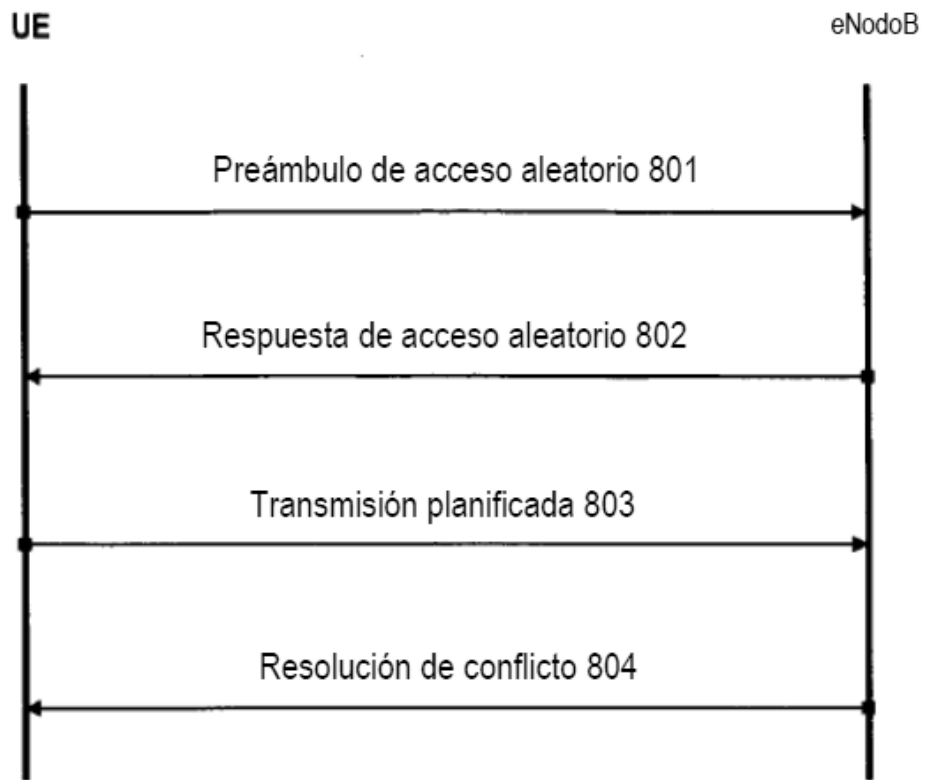 UE
eNodoB
Preámbulo de acceso aleatorio 801
Respuesta de acceso aleatorio 802
Transmisión planificada 803
Resolución de conflicto 804